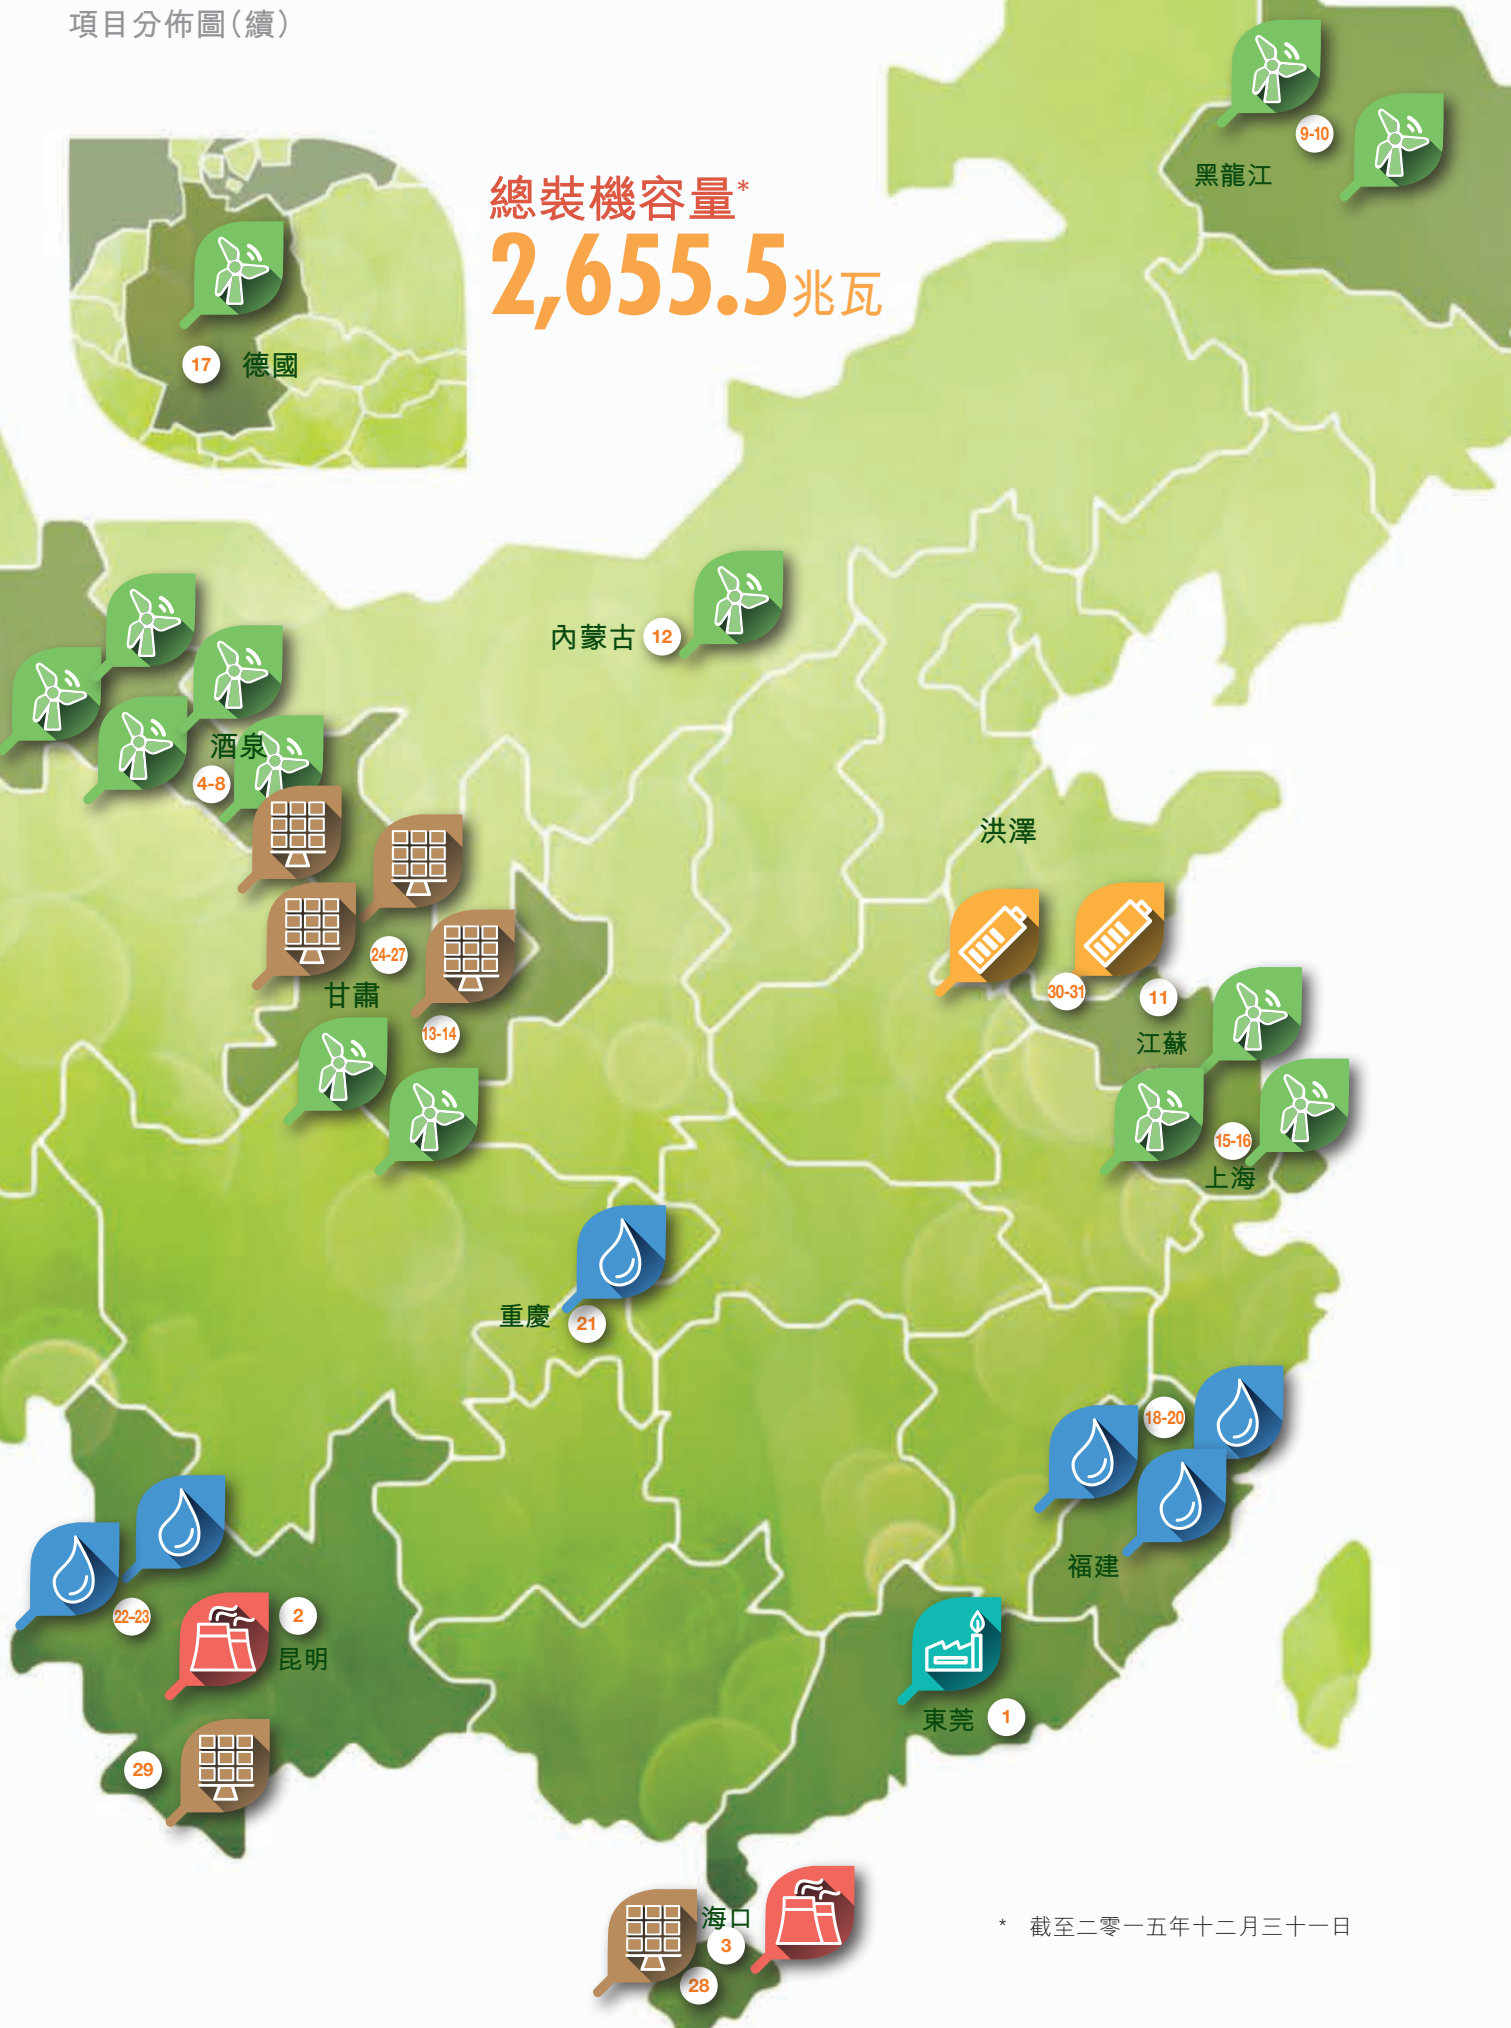 項目分佈圖(續)
9-10
黑龍江
總裝機容量*
2,655.5兆瓦
17 德國
內蒙古 12
酒泉
4-8
洪澤
24-27
甘肅
30-31
11
13-14
江蘇
15-16
上海
重慶 21
18-20
福建
22–23
2
昆明
東莞 1
29
海口
3
28
* 截至二零一五年十二月三十一日